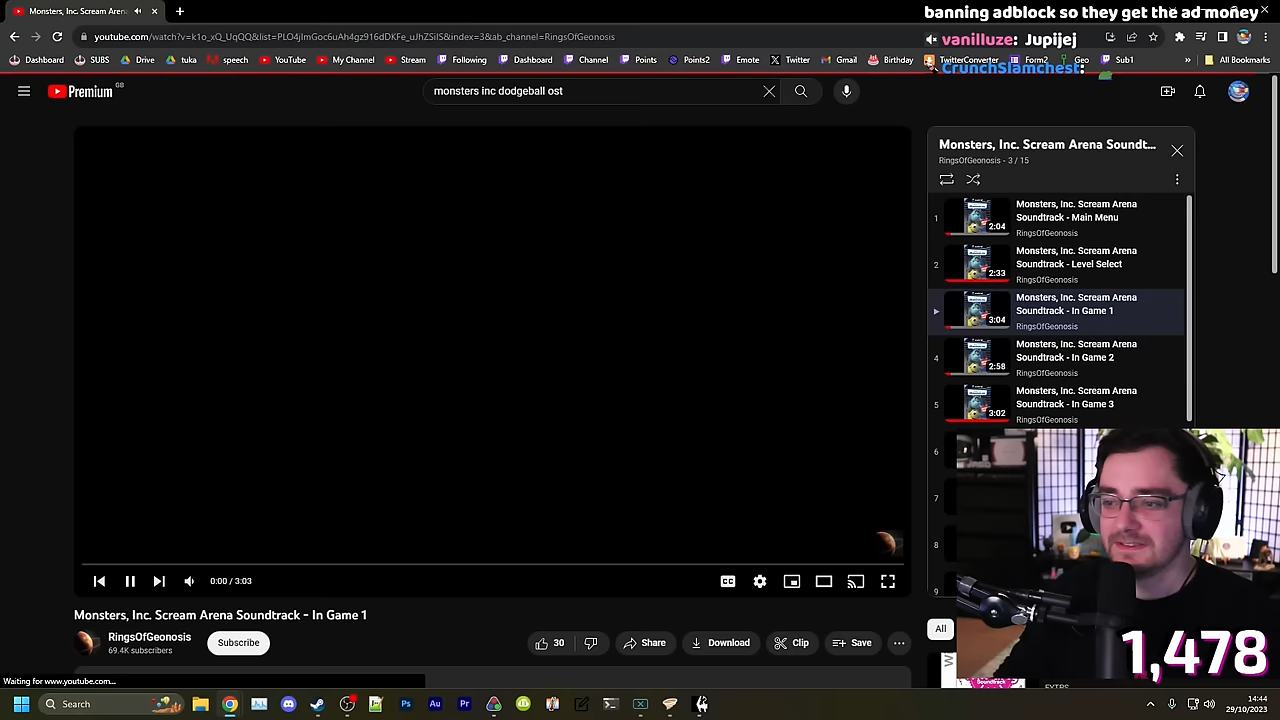 Monsters, Inc. Scream Aren
banning adblock so they get the ad money
youtube.com/watch?v=k1o_xQ_UqQQ&list=PLO4jImGoc6uAh4gz916dDKFe_uJhZSilS&index=3&ab_channel=RingsOfGeonosis
vanilluze: Jupijej
Dashboard SUBS Drive tuka speech YouTube My Ch Stream Following Dashboard Channel Points Points2 Emote Twitter Gmail Birthday TwitterConverter Form2 Geo Sub1 » All Bookmarks
CrunchSlamchest:
Premium GB
monsters inc dodgeball ost
Monsters, Inc. Scream Arena Soundt...
RingsOfGeonosis - 3 / 15
1
2:04
Monsters, Inc. Scream Arena
Soundtrack - Main Menu
RingsOfGeonosis
2
2:33
Monsters, Inc. Scream Arena
Soundtrack - Level Select
RingsOfGeonosis
3:04
Monsters, Inc. Scream Arena
Soundtrack - In Game 1
RingsOfGeonosis
4
2:58
Monsters, Inc. Scream Arena
Soundtrack - In Game 2
RingsOfGeonosis
5
3:02
Monsters, Inc. Scream Arena
Soundtrack - In Game 3
RingsOfGeonosis
6
7
8
9
0:00 / 3:03
Monsters, Inc. Scream Arena Soundtrack - In Game 1
RingsOfGeonosis
69.4K subscribers
Subscribe
30
Share
Download
Clip
Save
All
1,478
Waiting for www.youtube.com...
Search
14:44
29/10/2023